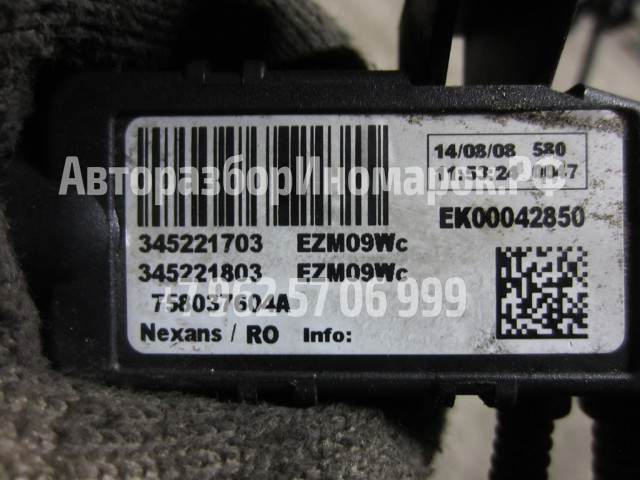 14/08/08 580
11:53:24 0047
АвторазборИномарок.РФ
EK00042850
345221703 EZM09Wc
345221803 EZM09Wc
758037604A
+7 962 57 06 999
Nexans / RO Info: